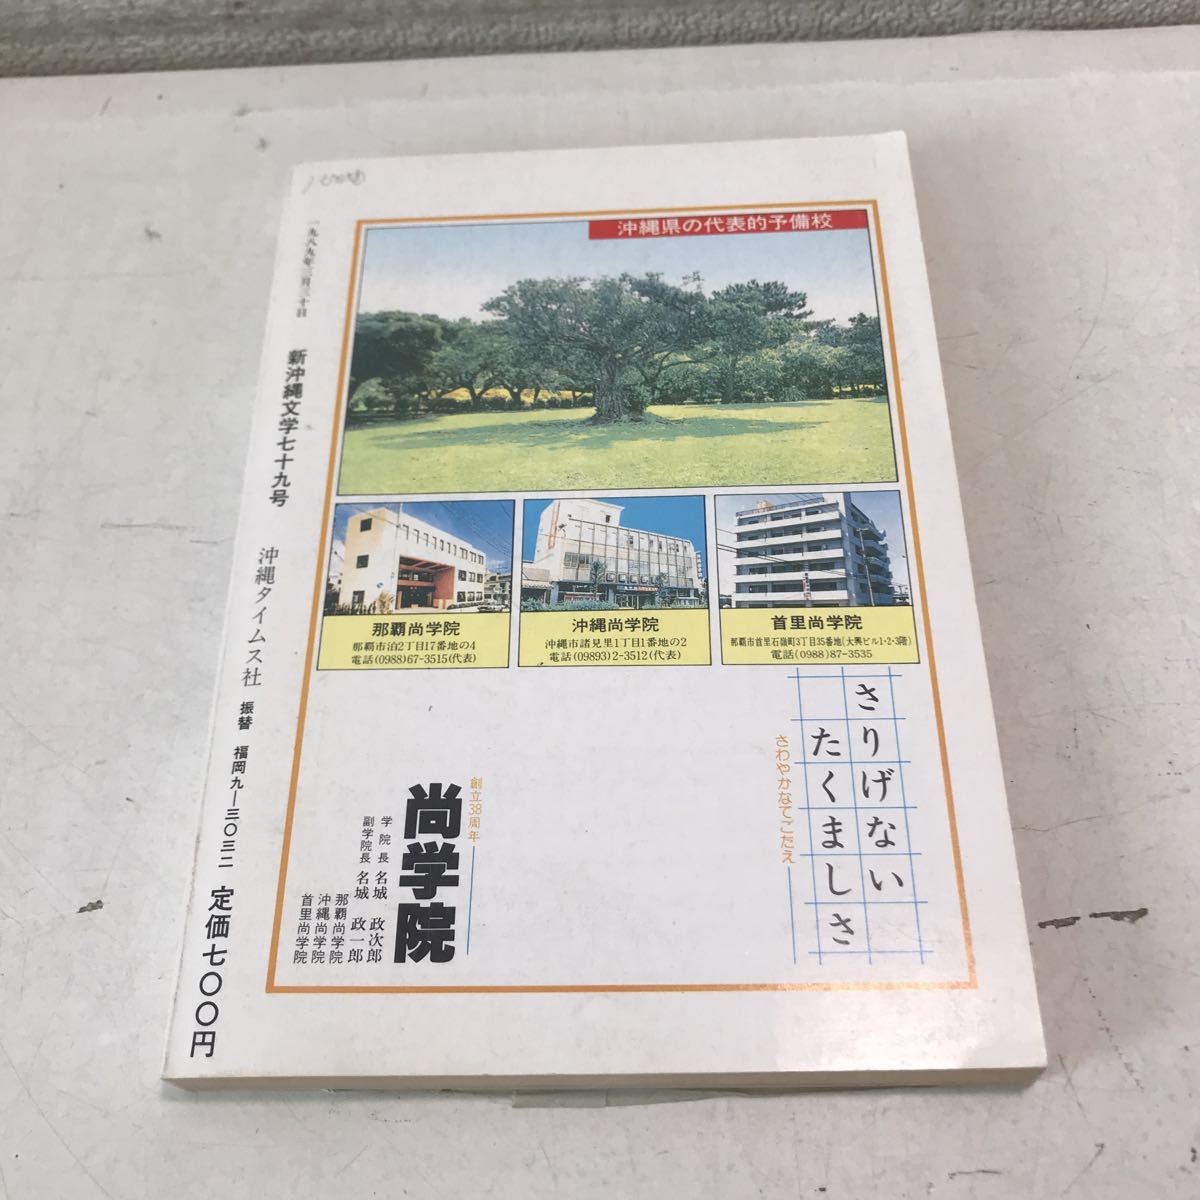 一九八九年三月三十日
新沖縄文学七十九号
沖縄タイムス社
振替 福岡九―三〇三二
定価七〇〇円
沖縄県の代表的予備校
那覇尚学院
那覇市泊2丁目17番地の4
電話(0988)67-3515(代表)
沖縄尚学院
沖縄市諸見里1丁目1番地の2
電話(09893)2-3512(代表)
首里尚学院
那覇市首里石嶺町3丁目35番地(大興ビル1・2・3階)
電話(0988)87-3535
さりげない
たくましさ
さわやかなてごたえ
創立38周年
尚学院
学院長 名城 政次郎
副学院長 名城 政一郎
那覇尚学院
沖縄尚学院
首里尚学院